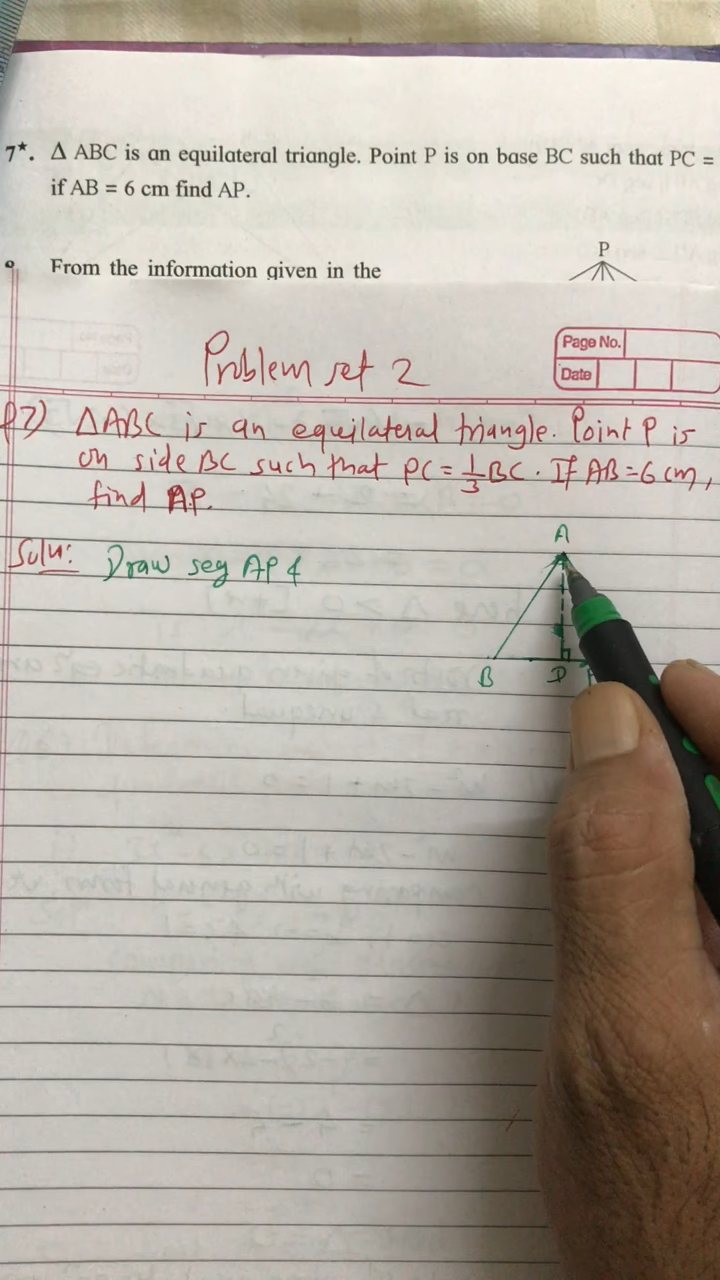 7*. Δ ABC is an equilateral triangle. Point P is on base BC such that PC =
if AB = 6 cm find AP.
From the information given in the
P
Problem set 2
Page No.
Date
Q7) ΔABC is an equilateral triangle. Point P is
on side BC such that PC = 1/3 BC. If AB = 6 cm,
find AP.
Soln: Draw seg AP &
A
B D